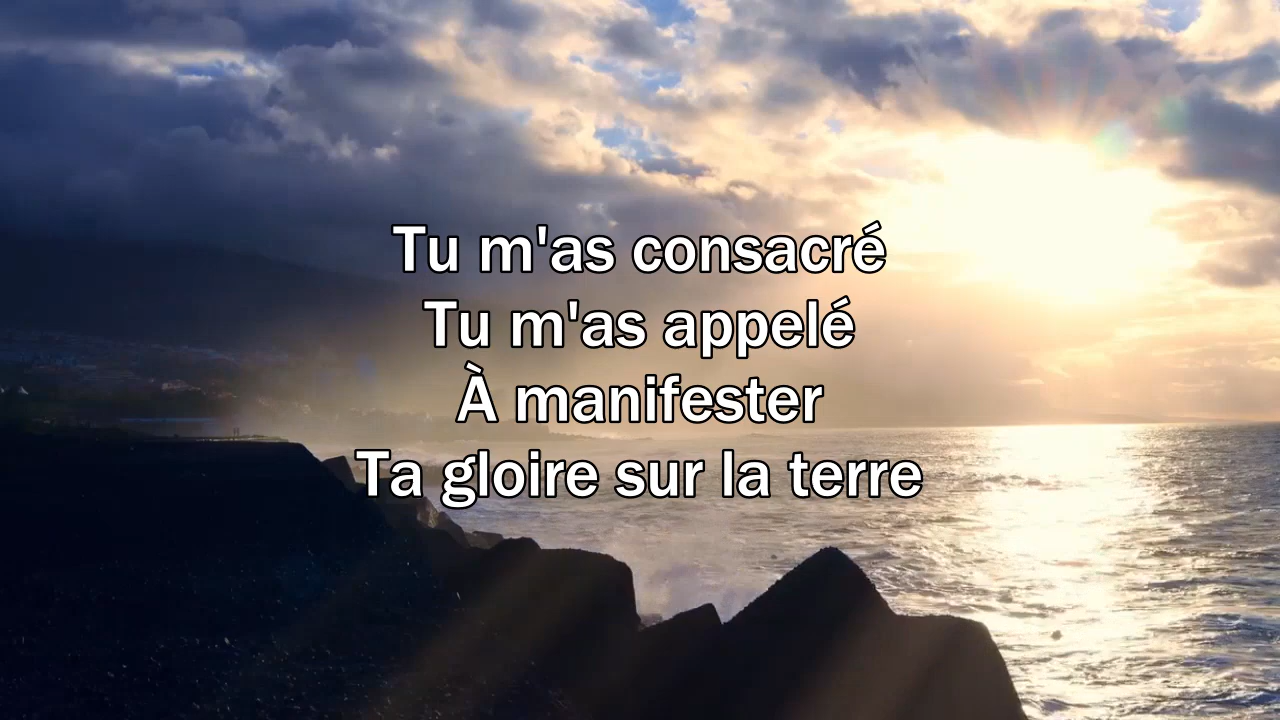 Tu m'as consacré
Tu m'as appelé
À manifester
Ta gloire sur la terre